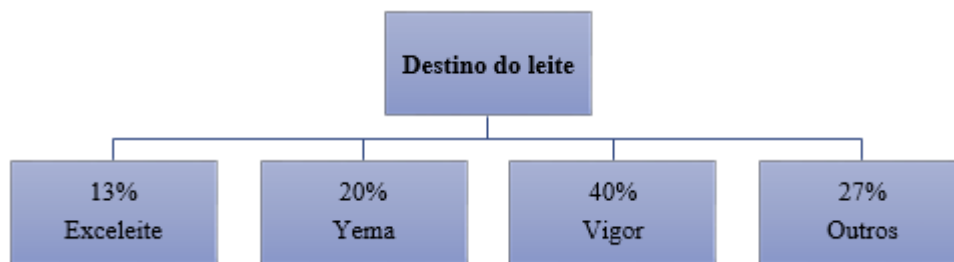 Destino do leite
13%
Exceleite
20%
Yema
40%
Vigor
27%
Outros